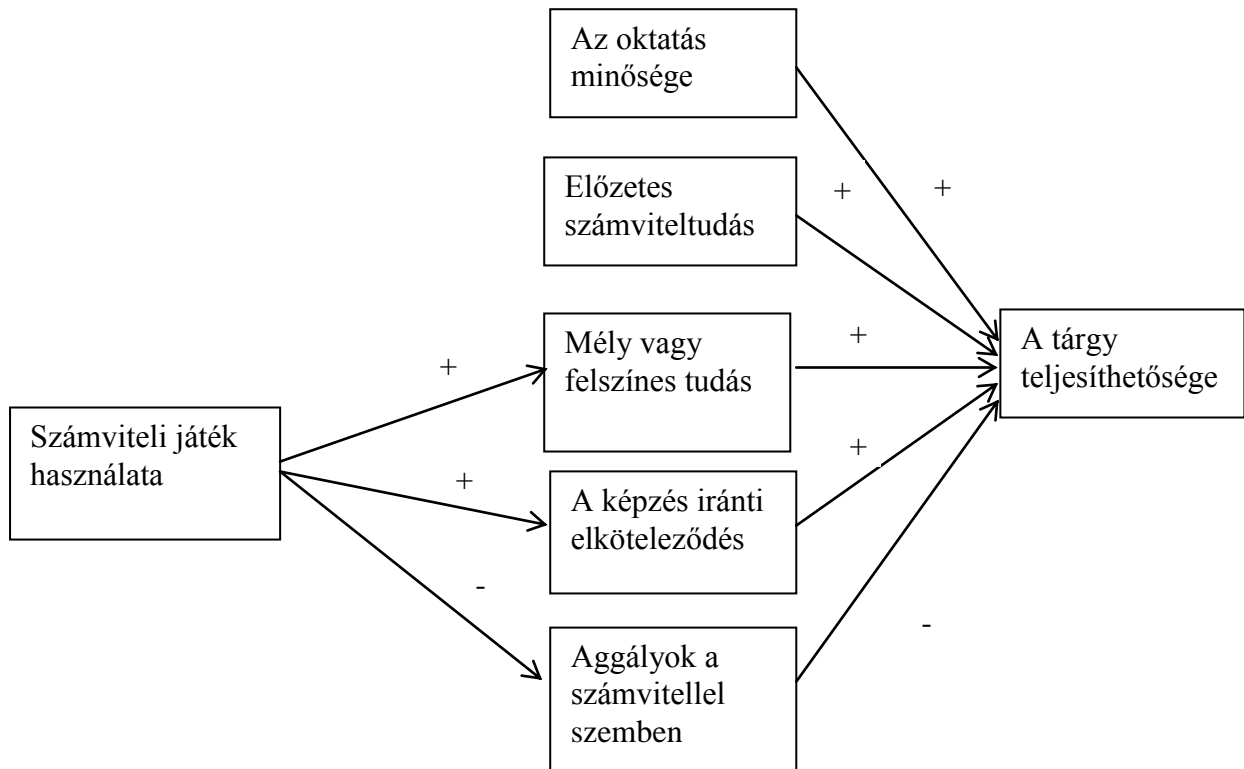 Az oktatás
minősége
Előzetes
számviteltudás
+
+
Mély vagy
felszínes tudás
+
A tárgy
teljesíthetősége
+
Számviteli játék
használata
+
A képzés iránti
elköteleződés
+
-
Aggályok a
számvitellel
szemben
-